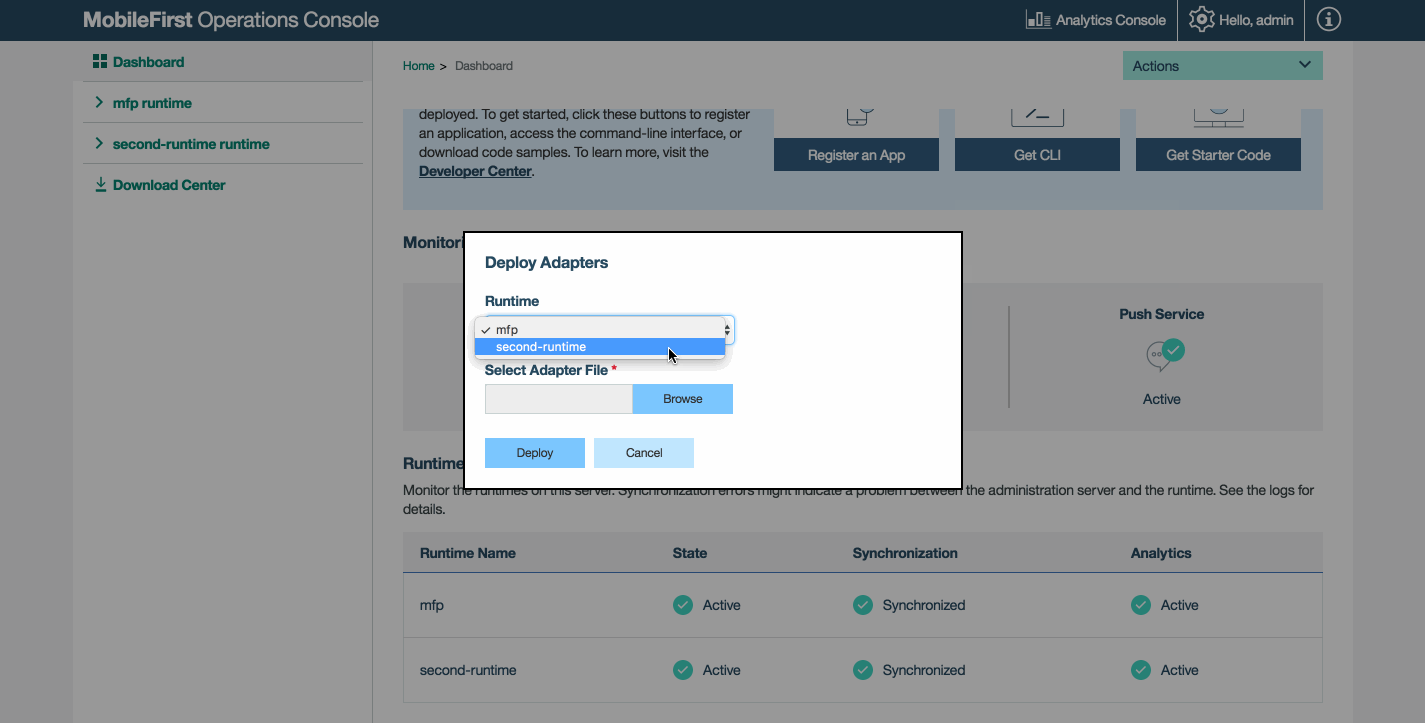 MobileFirst Operations Console
Analytics Console
Hello, admin
Dashboard
mfp runtime
second-runtime runtime
Download Center
Home > Dashboard
Actions
deployed. To get started, click these buttons to register
an application, access the command-line interface, or
download code samples. To learn more, visit the
Developer Center.
Register an App
Get CLI
Get Starter Code
Deploy Adapters
Runtime
mfp
second-runtime
Select Adapter File *
Browse
Deploy
Cancel
Push Service
Active
Monitor the runtimes on this server. Synchronization errors might indicate a problem between the administration server and the runtime. See the logs for
details.
Runtime Name State Synchronization Analytics
mfp Active Synchronized Active
second-runtime Active Synchronized Active